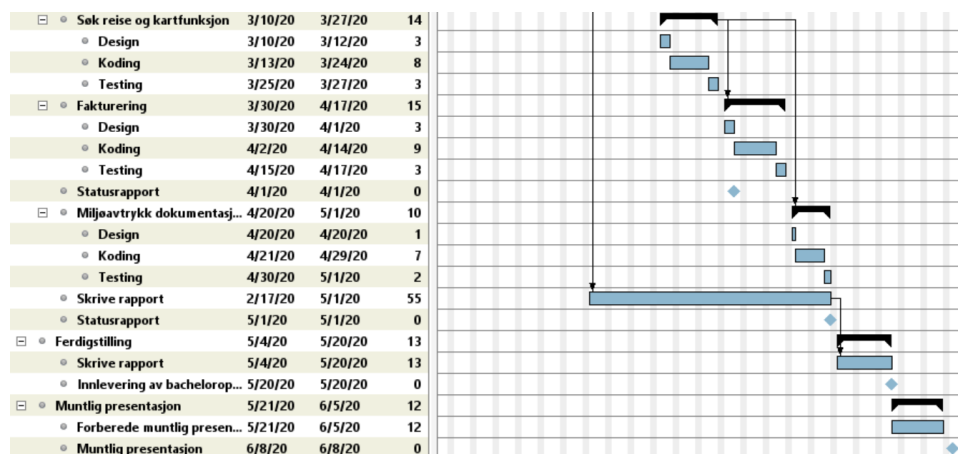 Søk reise og kartfunksjon 3/10/20 3/27/20 14
Design 3/10/20 3/12/20 3
Koding 3/13/20 3/24/20 8
Testing 3/25/20 3/27/20 3
Fakturering 3/30/20 4/17/20 15
Design 3/30/20 4/1/20 3
Koding 4/2/20 4/14/20 9
Testing 4/15/20 4/17/20 3
Statusrapport 4/1/20 4/1/20 0
Miljøavtrykk dokumentasj... 4/20/20 5/1/20 10
Design 4/20/20 4/20/20 1
Koding 4/21/20 4/29/20 7
Testing 4/30/20 5/1/20 2
Skrive rapport 2/17/20 5/1/20 55
Statusrapport 5/1/20 5/1/20 0
Ferdigstilling 5/4/20 5/20/20 13
Skrive rapport 5/4/20 5/20/20 13
Innlevering av bachelorop... 5/20/20 5/20/20 0
Muntlig presentasjon 5/21/20 6/5/20 12
Forberede muntlig presen... 5/21/20 6/5/20 12
Muntlig presentasjon 6/8/20 6/8/20 0